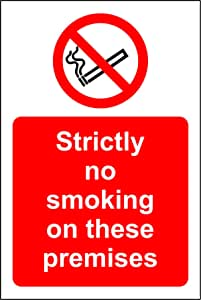 Strictly
no
smoking
on these
premises